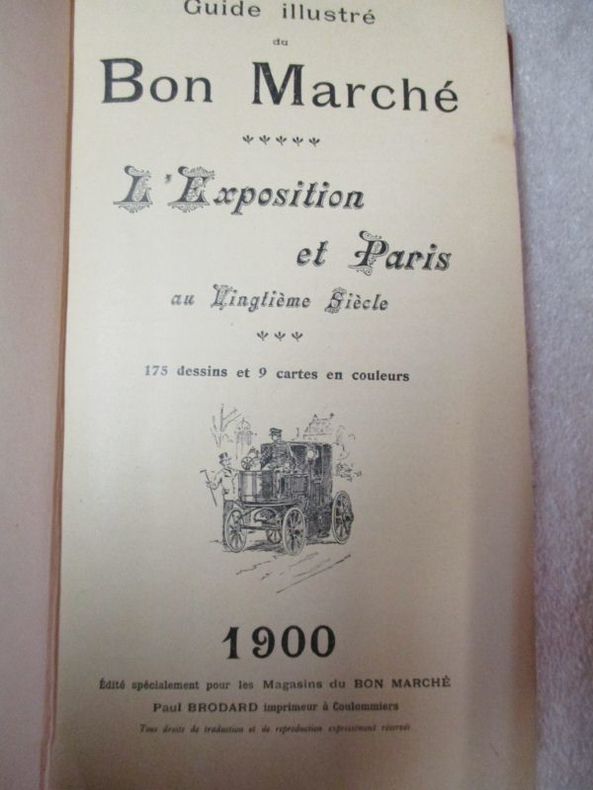 Guide illustré
du
Bon Marché
L'Exposition
et Paris
au Vingtième Siècle
175 dessins et 9 cartes en couleurs
1900
Édité spécialement pour les Magasins du BON MARCHÉ
Paul BRODARD imprimeur à Coulommiers
Tous droits de traduction et de reproduction expressément réservés